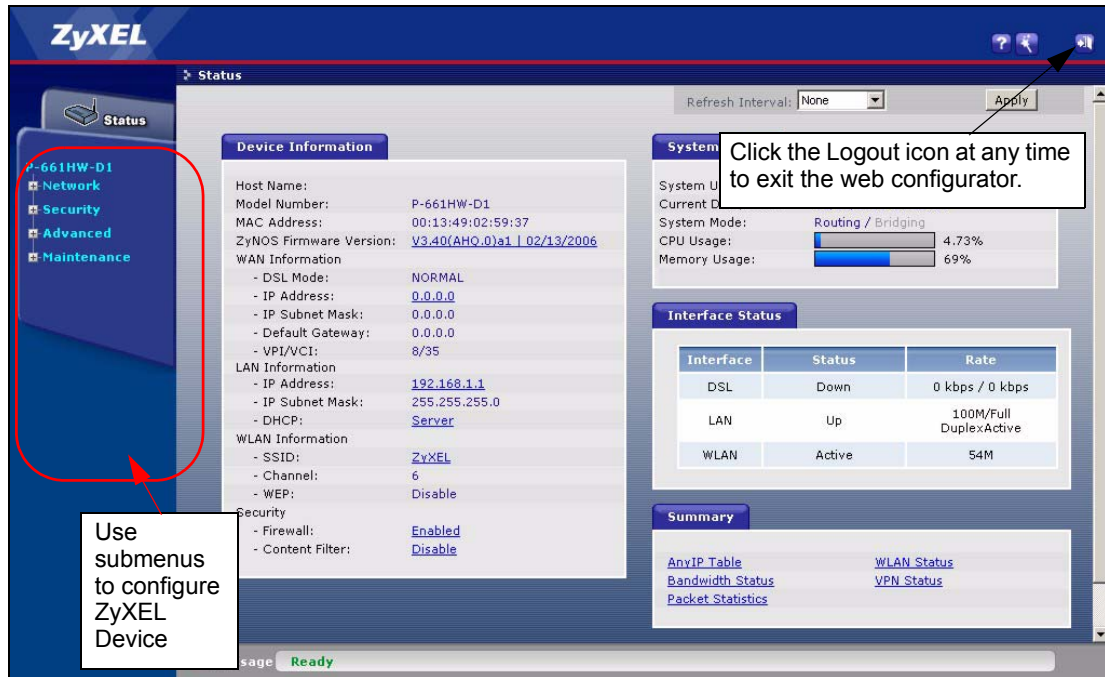 ZyXEL
Status
Status
Refresh Interval: None Apply
Click the Logout icon at any time
to exit the web configurator.
P-661HW-D1
Network
Security
Advanced
Maintenance
Use
submenus
to configure
ZyXEL
Device
Device Information
Host Name:
Model Number: P-661HW-D1
MAC Address: 00:13:49:02:59:37
ZyNOS Firmware Version: V3.40(AHQ.0)a1 | 02/13/2006
WAN Information
- DSL Mode: NORMAL
- IP Address: 0.0.0.0
- IP Subnet Mask: 0.0.0.0
- Default Gateway: 0.0.0.0
- VPI/VCI: 8/35
LAN Information
- IP Address: 192.168.1.1
- IP Subnet Mask: 255.255.255.0
- DHCP: Server
WLAN Information
- SSID: ZyXEL
- Channel: 6
- WEP: Disable
Security
- Firewall: Enabled
- Content Filter: Disable
System
System
Current
System Mode: Routing / Bridging
CPU Usage: 4.73%
Memory Usage: 69%
Interface Status
Interface Status Rate
DSL Down 0 kbps / 0 kbps
LAN Up 100M/Full
DuplexActive
WLAN Active 54M
Summary
AnyIP Table WLAN Status
Bandwidth Status VPN Status
Packet Statistics
Ready